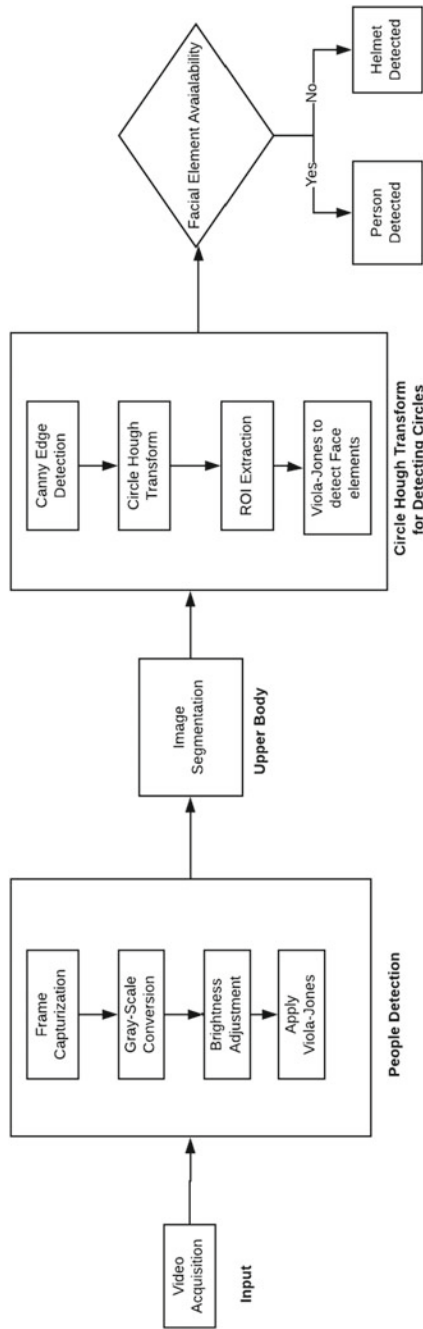 Video
Acquisition
Input
Frame
Capturization
Gray-Scale
Conversion
Brightness
Adjustment
Apply
Viola-Jones
People Detection
Image
Segmentation
Upper Body
Canny Edge
Detection
Circle Hough
Transform
ROI Extraction
Viola-Jones to
detect Face
elements
Circle Hough Transform
for Detecting Circles
Facial Element Avaialability
Yes
No
Person
Detected
Helmet
Detected